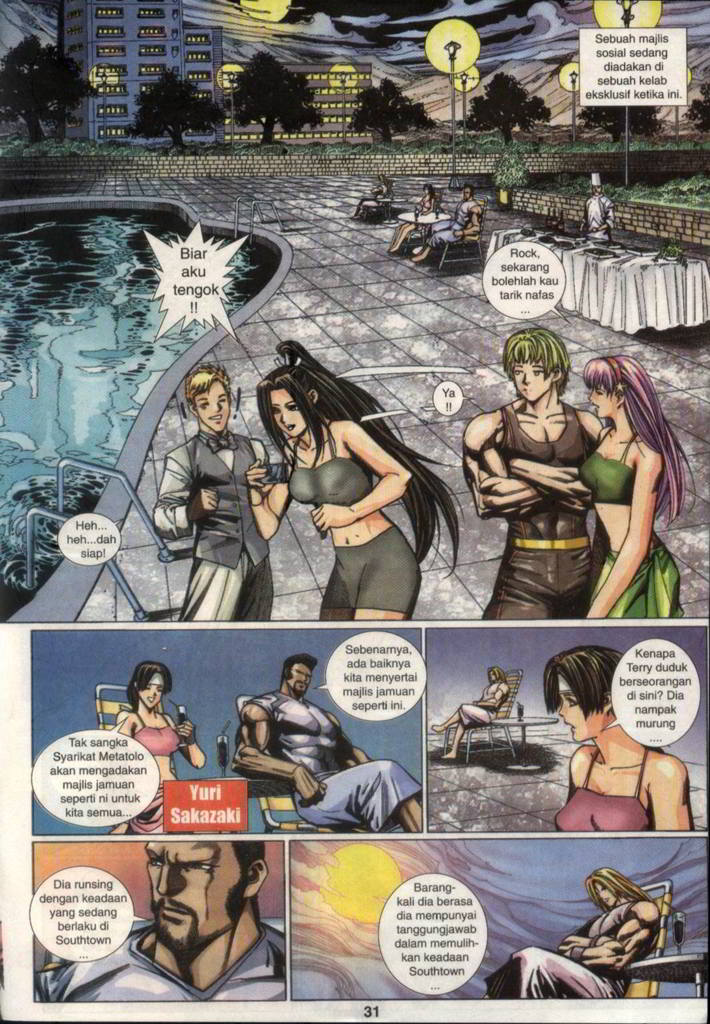 Sebuah majlis
sosial sedang
diadakan di
sebuah kelab
eksklusif ketika ini.
Biar
aku
tengok
!!
Rock,
sekarang
bolehlah kau
tarik nafas
...
Ya
!!
Heh...
heh...dah
siap!
Sebenarnya,
ada baiknya
kita menyertai
majlis jamuan
seperti ini.
Tak sangka
Syarikat Metatolo
akan mengadakan
majlis jamuan
seperti ni untuk
kita semua...
Yuri
Sakazaki
Kenapa
Terry duduk
berseorangan
di sini? Dia
nampak
murung
....
Dia runsing
dengan keadaan
yang sedang
berlaku di
Southtown
...
Barang-
kali dia berasa
dia mempunyai
tanggungjawab
dalam memulih-
kan keadaan
Southtown
...
31